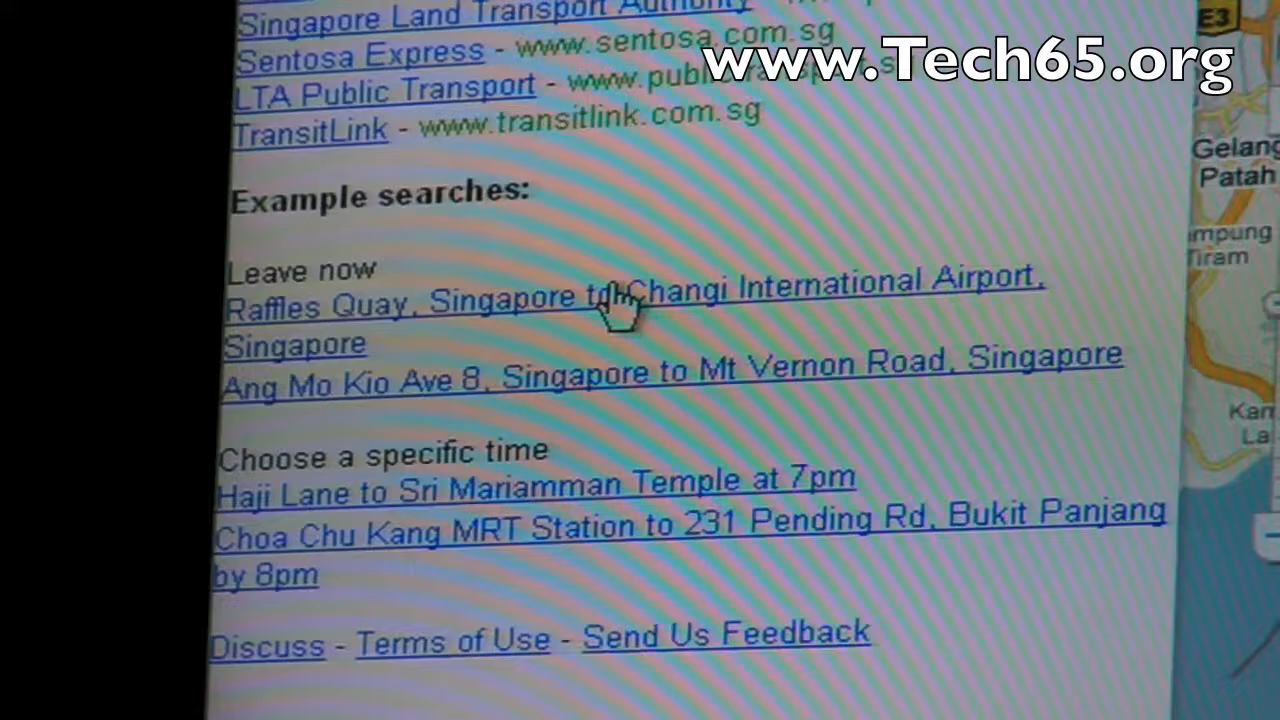 Singapore Land Transport Authority -
Sentosa Express - www.sentosa.com.sg
www.Tech65.org
LTA Public Transport -
TransitLink - www.transitlink.com.sg
Example searches:
Leave now
Raffles Quay, Singapore to Changi International Airport,
Singapore
Ang Mo Kio Ave 8, Singapore to Mt Vernon Road, Singapore
Choose a specific time
Haji Lane to Sri Mariamman Temple at 7pm
Choa Chu Kang MRT Station to 231 Pending Rd, Bukit Panjang
by 8pm
Discuss - Terms of Use - Send Us Feedback
E3
Gelang
Patah
mpung
Tiram
Kam
La